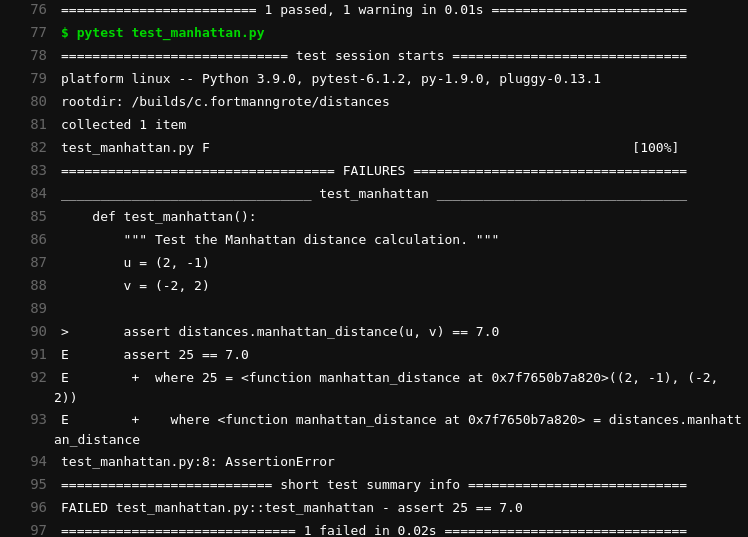 76 ========================= 1 passed, 1 warning in 0.01s =========================
77 $ pytest test_manhattan.py
78 ============================= test session starts ==============================
79 platform linux -- Python 3.9.0, pytest-6.1.2, py-1.9.0, pluggy-0.13.1
80 rootdir: /builds/c.fortmanngrote/distances
81 collected 1 item
82 test_manhattan.py F                                                      [100%]
83 =================================== FAILURES ===================================
84 ________________________________ test_manhattan ________________________________
85     def test_manhattan():
86         """ Test the Manhattan distance calculation. """
87         u = (2, -1)
88         v = (-2, 2)
89
90 >       assert distances.manhattan_distance(u, v) == 7.0
91 E       assert 25 == 7.0
92 E        +  where 25 = <function manhattan_distance at 0x7f7650b7a820>((2, -1), (-2,
2))
93 E        +    where <function manhattan_distance at 0x7f7650b7a820> = distances.manhatt
an_distance
94 test_manhattan.py:8: AssertionError
95 =========================== short test summary info ============================
96 FAILED test_manhattan.py::test_manhattan - assert 25 == 7.0
97 ============================== 1 failed in 0.02s ===============================